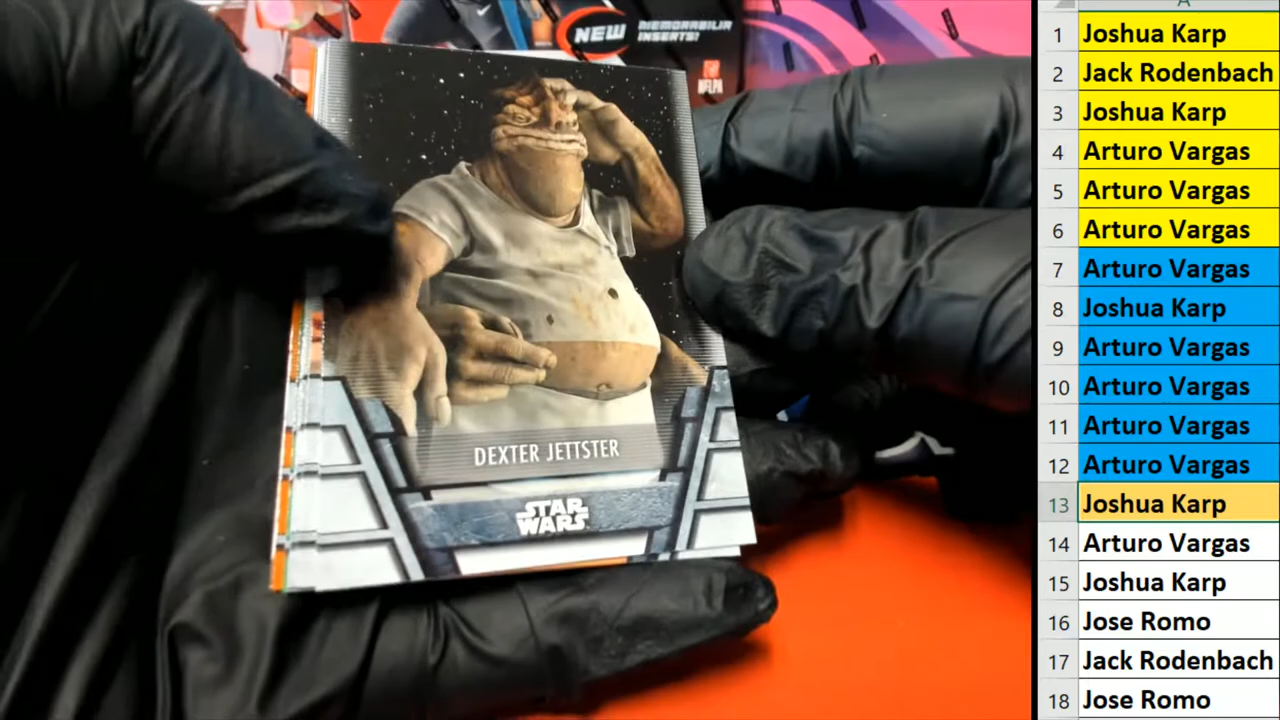 NEW
MEMORABILIA
INSERTS!
NFLPA
DEXTER JETTSTER
STAR
WARS
A
1 Joshua Karp
2 Jack Rodenbach
3 Joshua Karp
4 Arturo Vargas
5 Arturo Vargas
6 Arturo Vargas
7 Arturo Vargas
8 Joshua Karp
9 Arturo Vargas
10 Arturo Vargas
11 Arturo Vargas
12 Arturo Vargas
13 Joshua Karp
14 Arturo Vargas
15 Joshua Karp
16 Jose Romo
17 Jack Rodenbach
18 Jose Romo